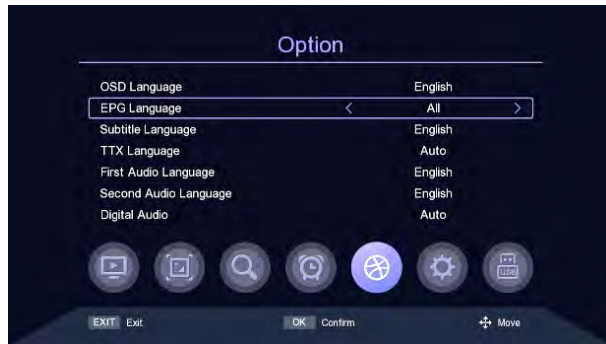 Option
OSD Language English
EPG Language < All >
Subtitle Language English
TTX Language Auto
First Audio Language English
Second Audio Language English
Digital Audio Auto
USB
EXIT Exit OK Confirm Move